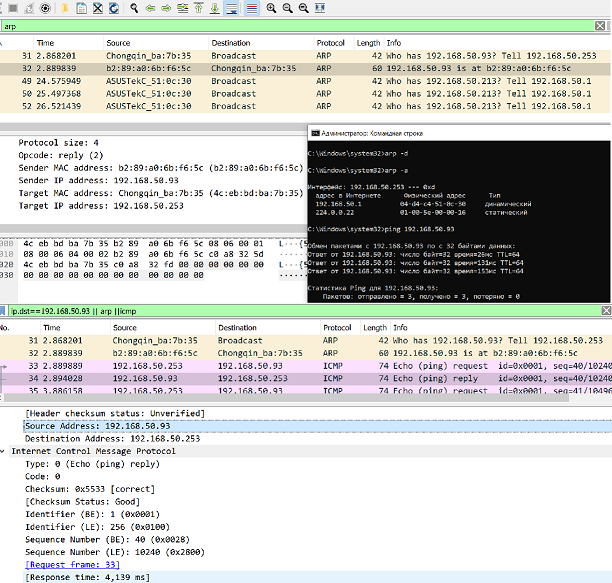 arp
Time Source Destination Protocol Length Info
31 2.868201 Chongqin_ba:7b:35 Broadcast ARP 42 Who has 192.168.50.93? Tell 192.168.50.253
32 2.889839 b2:89:a0:6b:f6:5c Chongqin_ba:7b:35 ARP 60 192.168.50.93 is at b2:89:a0:6b:f6:5c
49 24.575949 ASUSTekC_51:0c:30 Broadcast ARP 42 Who has 192.168.50.213? Tell 192.168.50.1
50 25.497368 ASUSTekC_51:0c:30 Broadcast ARP 42 Who has 192.168.50.213? Tell 192.168.50.1
52 26.521439 ASUSTekC_51:0c:30 Broadcast ARP 42 Who has 192.168.50.213? Tell 192.168.50.1
Protocol size: 4
Opcode: reply (2)
Sender MAC address: b2:89:a0:6b:f6:5c (b2:89:a0:6b:f6:5c)
Sender IP address: 192.168.50.93
Target MAC address: Chongqin_ba:7b:35 (4c:eb:bd:ba:7b:35)
Target IP address: 192.168.50.253
000 4c eb bd ba 7b 35 b2 89 a0 6b f6 5c 08 06 00 01 L···{5
010 08 00 06 04 00 02 b2 89 a0 6b f6 5c c0 a8 32 5d
020 4c eb bd ba 7b 35 c0 a8 32 fd 00 00 00 00 00 00 L···{5
030 00 00 00 00 00 00 00 00 00 00 00 00
Администратор: Командная строка
C:\Windows\system32>arp -d
C:\Windows\system32>arp -a
Интерфейс: 192.168.50.253 --- 0xd
адрес в Интернете Физический адрес Тип
192.168.50.1 04-d4-c4-51-0c-30 динамический
224.0.0.22 01-00-5e-00-00-16 статический
C:\Windows\system32>ping 192.168.50.93
Обмен пакетами с 192.168.50.93 по с 32 байтами данных:
Ответ от 192.168.50.93: число байт=32 время=26мс TTL=64
Ответ от 192.168.50.93: число байт=32 время=131мс TTL=64
Ответ от 192.168.50.93: число байт=32 время=153мс TTL=64
Статистика Ping для 192.168.50.93:
Пакетов: отправлено = 3, получено = 3, потеряно = 0
ip.dst==192.168.50.93 || arp ||icmp
No. Time Source Destination Protocol Length Info
31 2.868201 Chongqin_ba:7b:35 Broadcast ARP 42 Who has 192.168.50.93? Tell 192.168.50.253
32 2.889839 b2:89:a0:6b:f6:5c Chongqin_ba:7b:35 ARP 60 192.168.50.93 is at b2:89:a0:6b:f6:5c
33 2.889889 192.168.50.253 192.168.50.93 ICMP 74 Echo (ping) request id=0x0001, seq=40/10240
34 2.894028 192.168.50.93 192.168.50.253 ICMP 74 Echo (ping) reply id=0x0001, seq=40/10240
35 3.886158 192.168.50.253 192.168.50.93 ICMP 74 Echo (ping) request id=0x0001, seq=41/10496
[Header checksum status: Unverified]
Source Address: 192.168.50.93
Destination Address: 192.168.50.253
Internet Control Message Protocol
Type: 0 (Echo (ping) reply)
Code: 0
Checksum: 0x5533 [correct]
[Checksum Status: Good]
Identifier (BE): 1 (0x0001)
Identifier (LE): 256 (0x0100)
Sequence Number (BE): 40 (0x0028)
Sequence Number (LE): 10240 (0x2800)
[Request frame: 33]
[Response time: 4,139 ms]